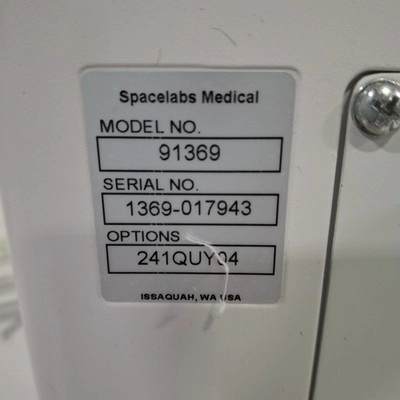 Spacelabs Medical
MODEL NO.
91369
SERIAL NO.
1369-017943
OPTIONS
241QUY04
ISSAQUAH, WA USA